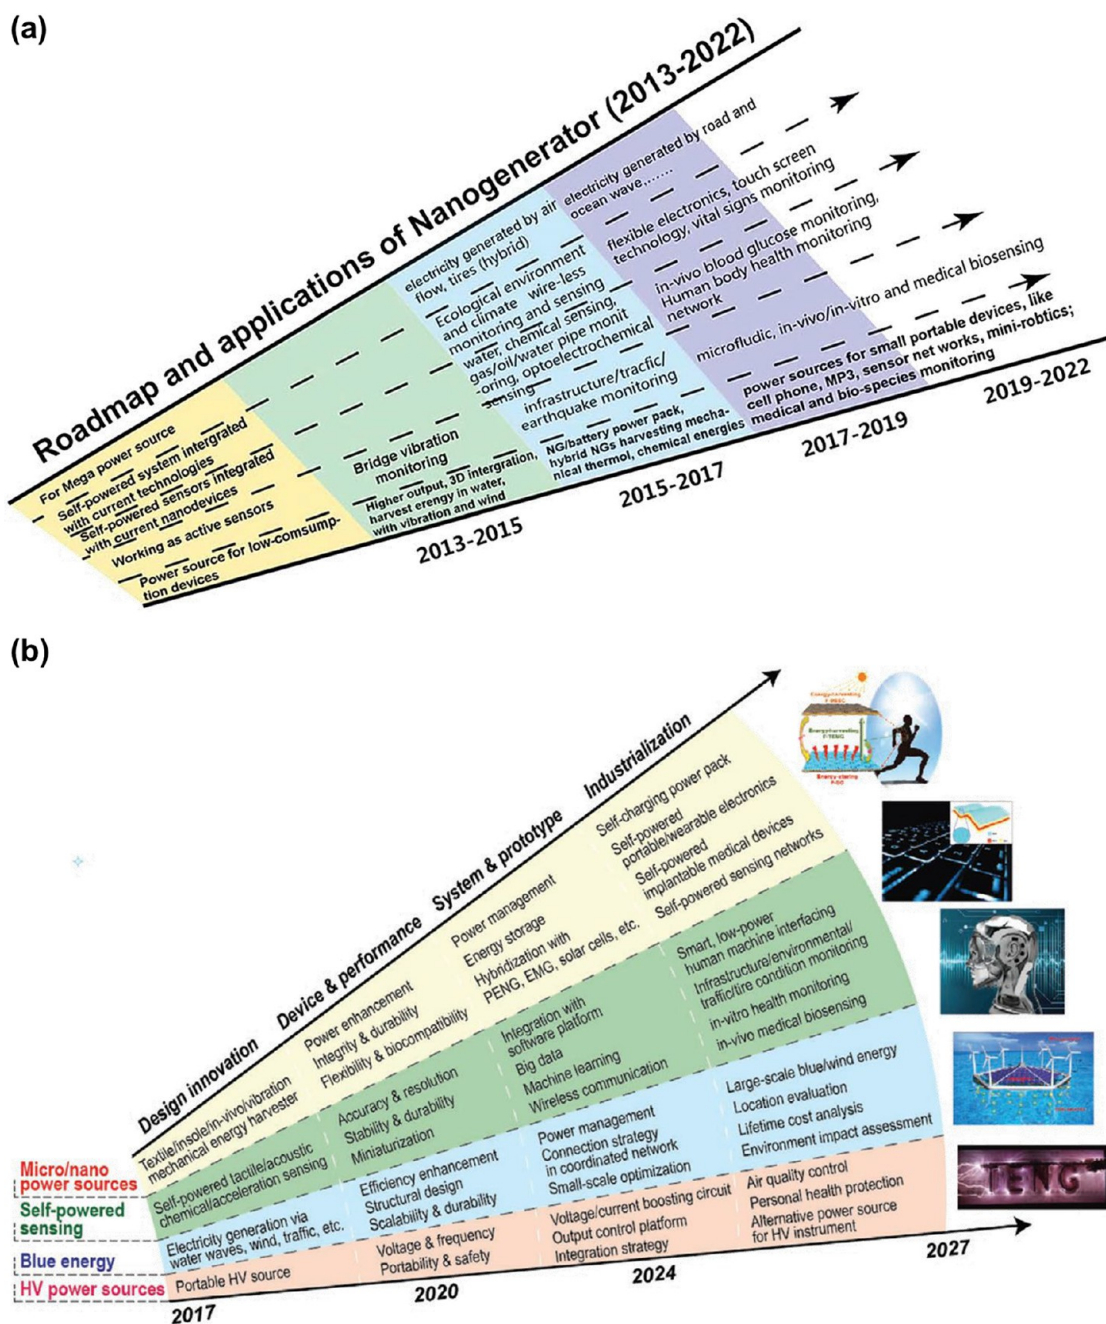 (a)
Roadmap and applications of Nanogenerator (2013-2022)
For Mega power source
Self-powered system intergrated
with current technologies
Self-powered sensors integrated
with current nanodevices
Working as active sensors
Power source for low-comsump-
tion devices
Bridge vibration
monitoring
Higher output, 3D intergration,
harvest energy in water,
with vibration and wind
2013-2015
electricity generated by air
flow, tires (hybrid)
Ecological environment
and climate wire-less
monitoring and sensing
water, chemical sensing,
gas/oil/water pipe monit
-oring, optoelectrochemical
sensing
infrastructure/tracfic/
earthquake monitoring
NG/battery power pack,
hybrid NGs harvesting mecha-
nical thermol, chemical energies
2015-2017
electricity generated by road and
ocean wave,......
flexible electronics, touch screen
technology, vital signs monitoring
in-vivo blood glucose monitoring,
Human body health monitoring
network
microfludic, in-vivo/in-vitro and medical biosensing
power sources for small portable devices, like
cell phone, MP3, sensor net works, mini-robtics;
medical and bio-species monitoring
2017-2019
2019-2022
(b)
Design innovation
Device & performance
System & prototype
Industrialization
Micro/nano
power sources
Textile/insole/in-vivo/vibration
mechanical energy harvester
Power enhancement
Integrity & durability
Flexibility & biocompatibility
Power management
Energy storage
Hybridization with
PENG, EMG, solar cells, etc.
Self-charging power pack
Self-powered
portable/wearable electronics
Self-powered
implantable medical devices
Self-powered sensing networks
Self-powered
sensing
Self-powered tactile/acoustic
chemical/acceleration sensing
Accuracy & resolution
Stability & durability
Miniaturization
Integration with
software platform
Big data
Machine learning
Wireless communication
Smart, low-power
human machine interfacing
Infrastructure/environmental/
traffic/tire condition monitoring
in-vitro health monitoring
in-vivo medical biosensing
Blue energy
Electricity generation via
water waves, wind, traffic, etc.
Efficiency enhancement
Structural design
Scalability & durability
Power management
Connection strategy
in coordinated network
Small-scale optimization
Large-scale blue/wind energy
Location evaluation
Lifetime cost analysis
Environment impact assessment
HV power sources
Portable HV source
Voltage & frequency
Portability & safety
Voltage/current boosting circuit
Output control platform
Integration strategy
Air quality control
Personal health protection
Alternative power source
for HV instrument
2017
2020
2024
2027
Energy-harvesting
Energy-harvesting
F-TENG
Energy-storing
TENG